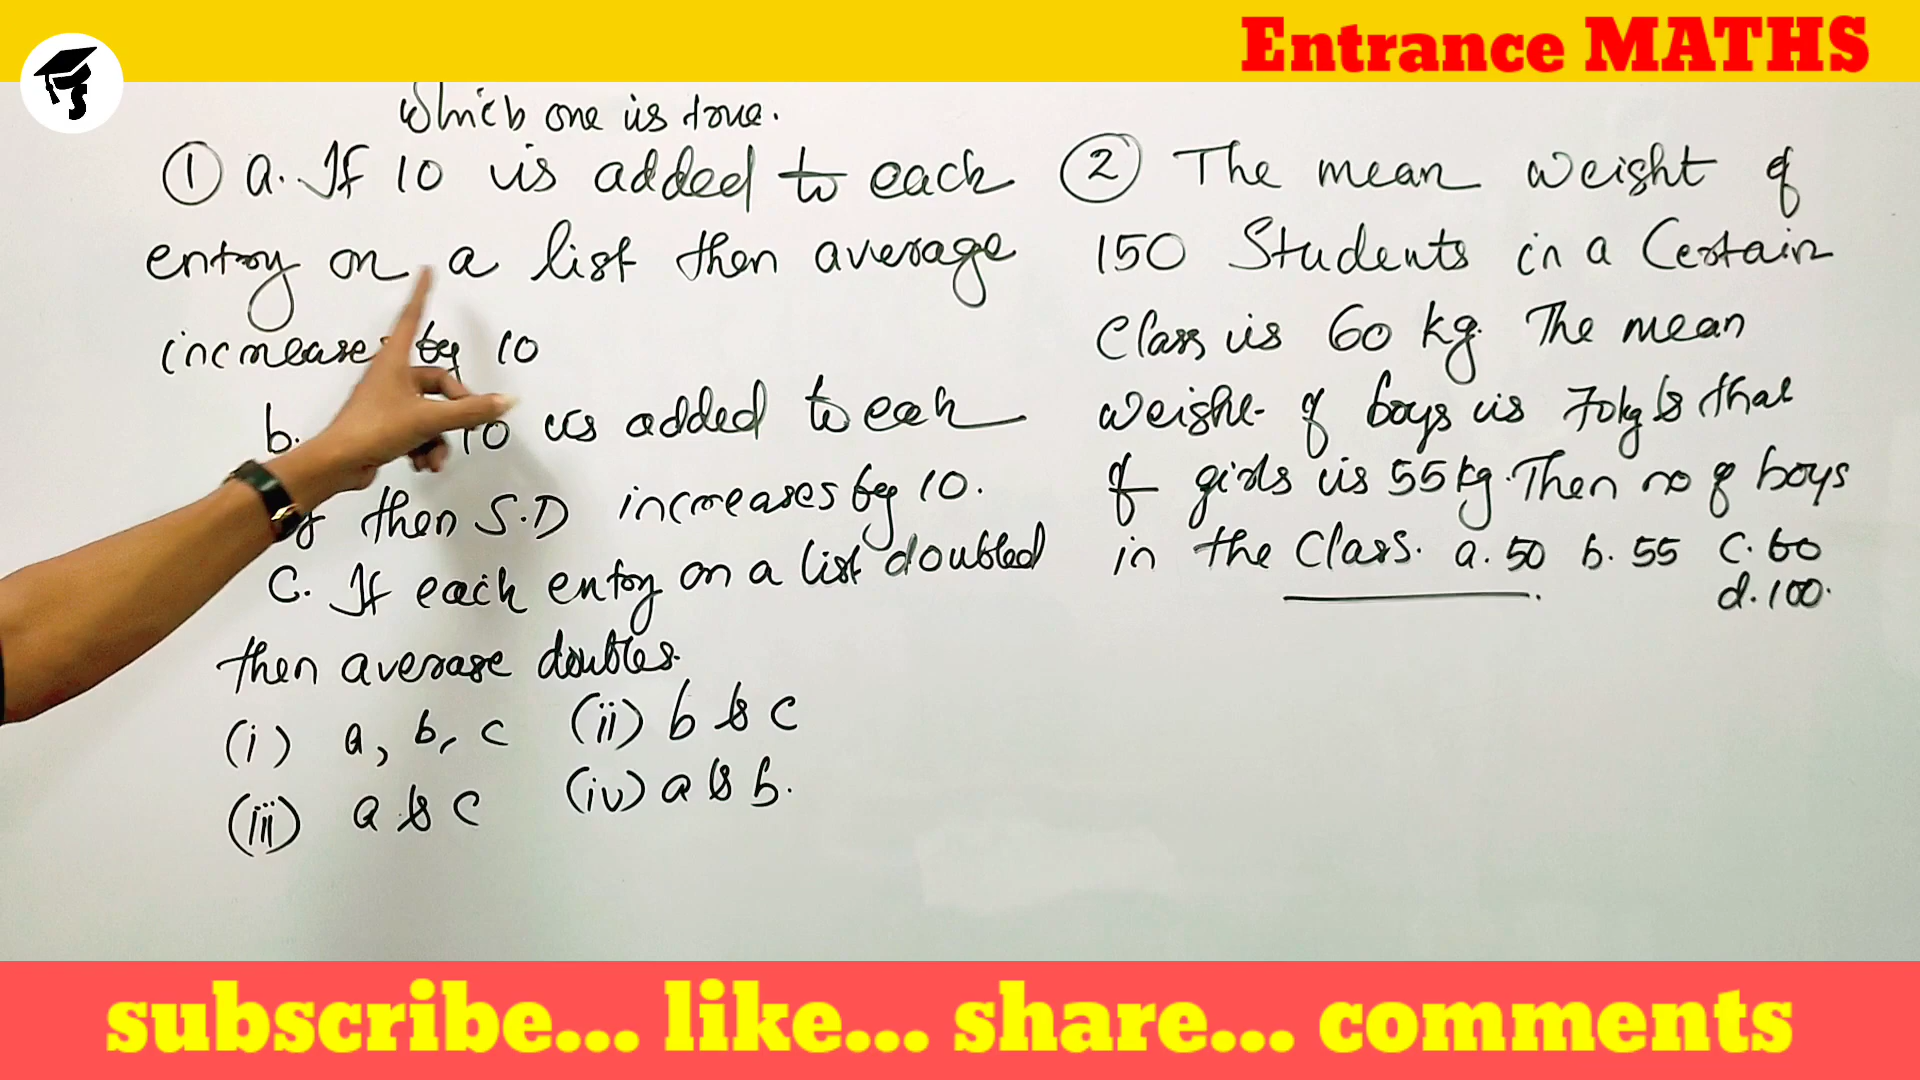 Entrance MATHS
Which one is true.
① a. If 10 is added to each
entry on a list then average
increases by 10
b. 10 is added to each
then S.D increases by 10.
C. If each entry on a list doubled
then average doubles.
(i) a, b, c (ii) b & c
(iii) a & c (iv) a & b.
② The mean weight of
150 Students in a Certain
Class is 60 kg. The mean
weight of boys is 70kg & that
of girls is 55 kg. Then no of boys
in the Class. a. 50 b. 55 c. 60
d. 100.
subscribe... like... share... comments